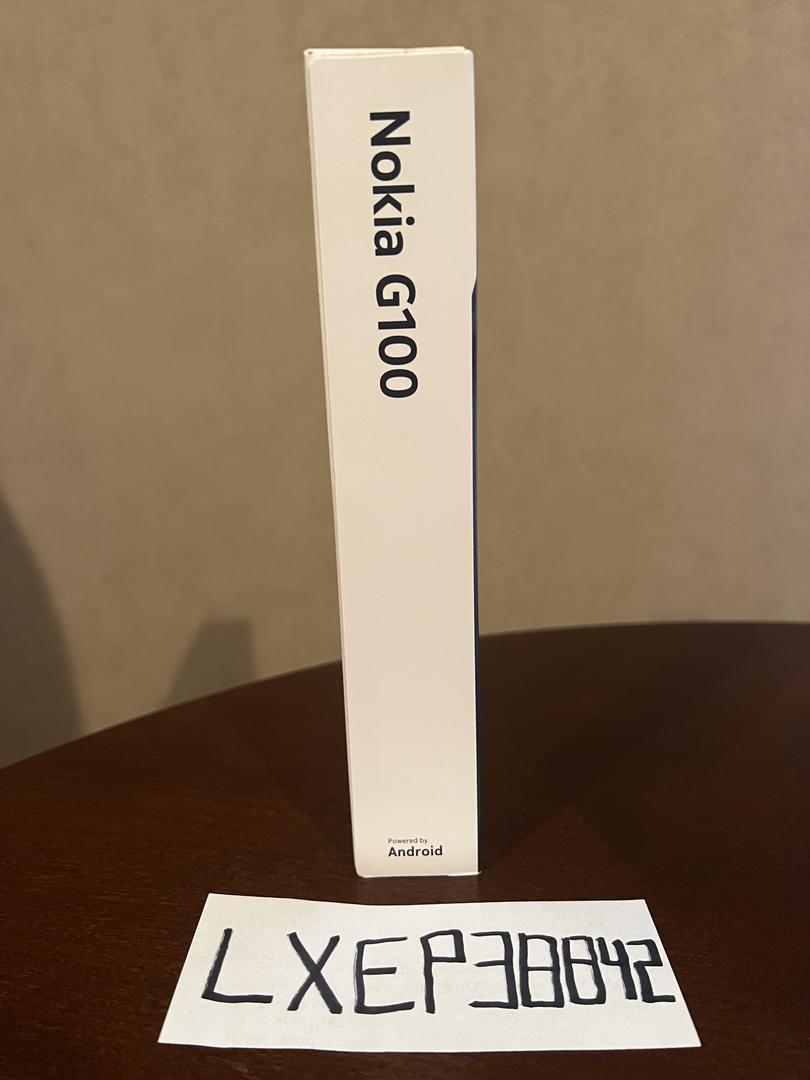 Nokia G100
Powered by
Android
LXEP38842